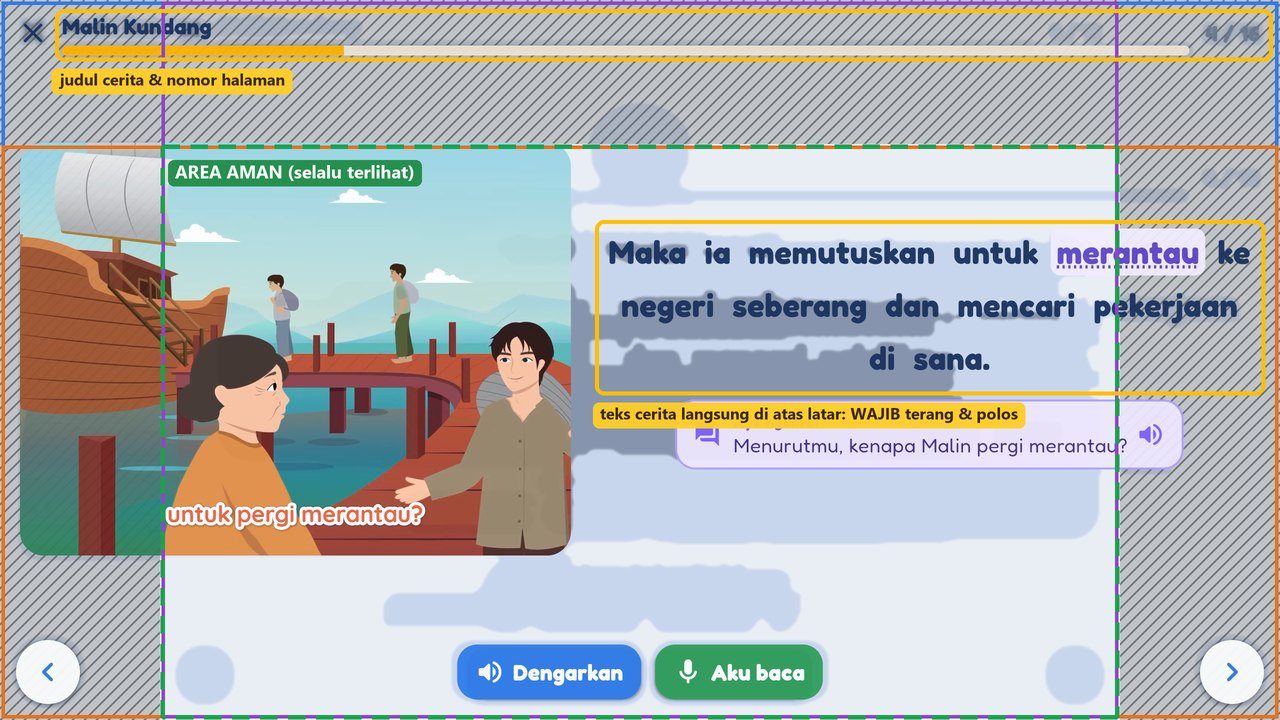 Malin Kundang
4 / 16
judul cerita & nomor halaman
AREA AMAN (selalu terlihat)
Maka ia memutuskan untuk merantau ke
negeri seberang dan mencari pekerjaan
di sana.
teks cerita langsung di atas latar: WAJIB terang & polos
Menurutmu, kenapa Malin pergi merantau?
untuk pergi merantau?
Dengarkan
Aku baca